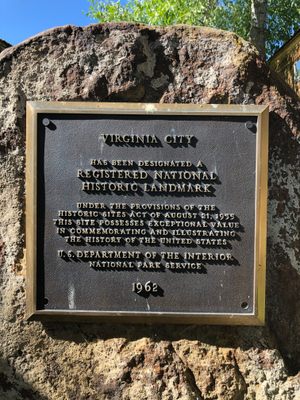 VIRGINIA CITY
HAS BEEN DESIGNATED A
REGISTERED NATIONAL
HISTORIC LANDMARK
UNDER THE PROVISIONS OF THE
HISTORIC SITES ACT OF AUGUST 21, 1935
THIS SITE POSSESSES EXCEPTIONAL VALUE
IN COMMEMORATING AND ILLUSTRATING
THE HISTORY OF THE UNITED STATES
U.S. DEPARTMENT OF THE INTERIOR
NATIONAL PARK SERVICE
1962